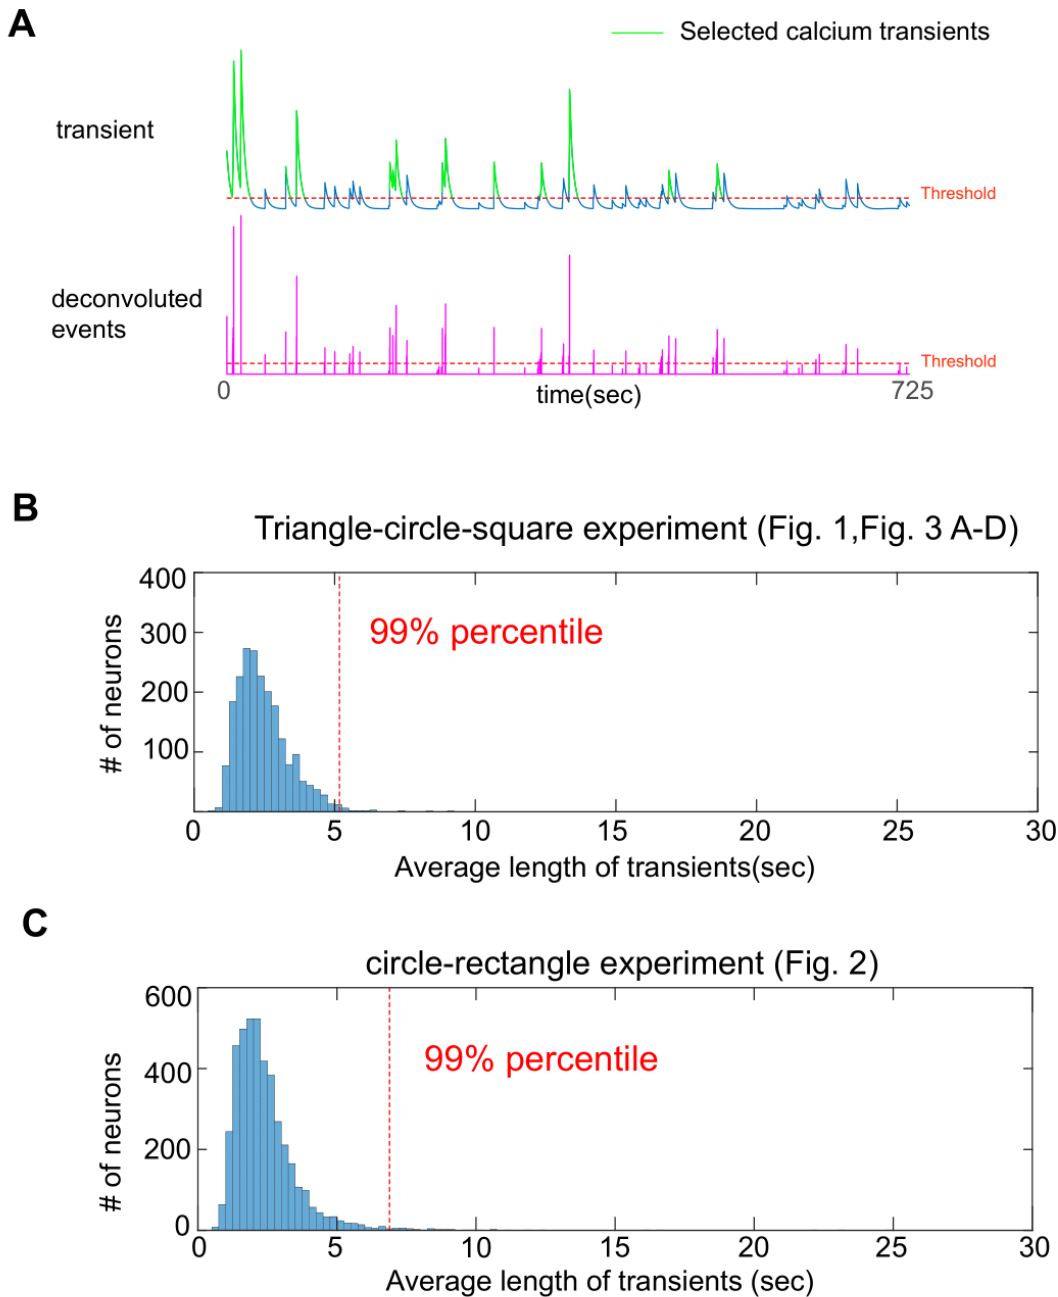 A
Selected calcium transients
transient
Threshold
deconvoluted
events
Threshold
0
time(sec)
725
B
Triangle-circle-square experiment (Fig. 1,Fig. 3 A-D)
400
300
200
100
# of neurons
99% percentile
0 5 10 15 20 25 30
Average length of transients(sec)
C
circle-rectangle experiment (Fig. 2)
600
400
200
0
# of neurons
99% percentile
0 5 10 15 20 25 30
Average length of transients (sec)